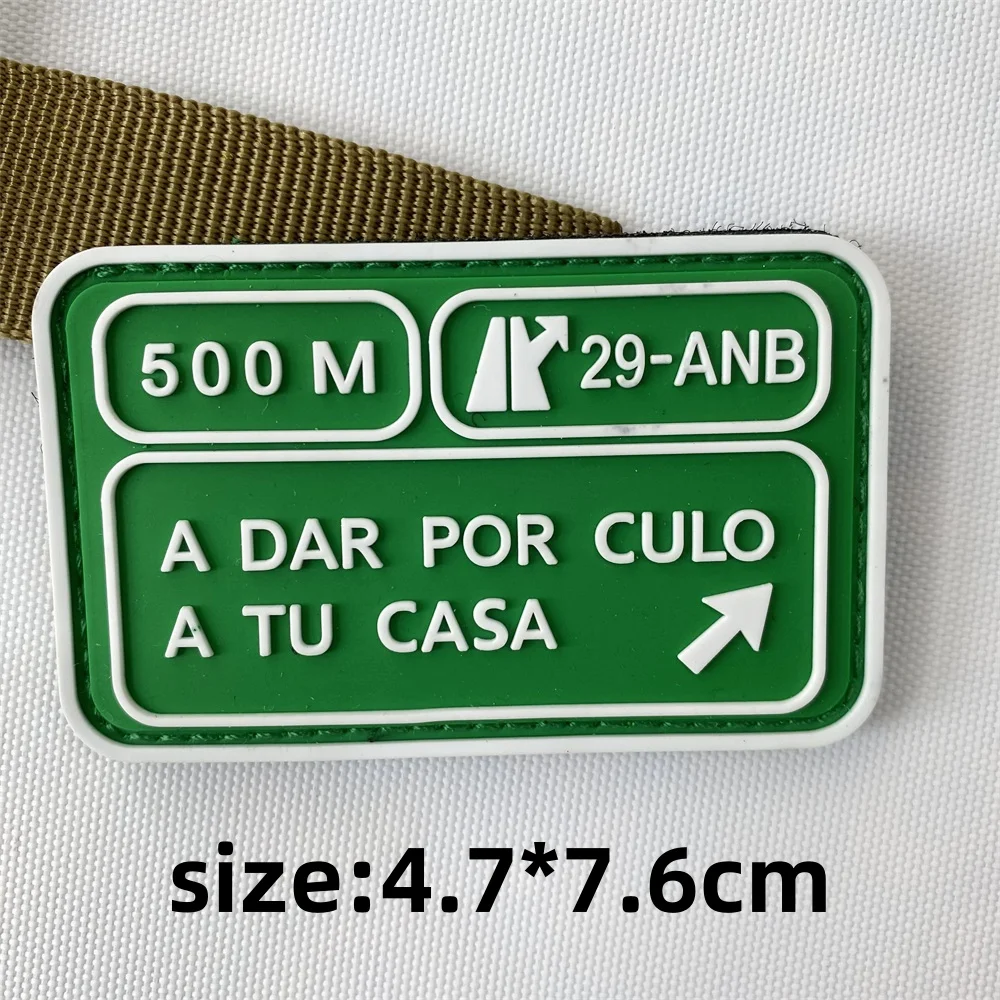 500 M
29-ANB
A DAR POR CULO
A TU CASA
size:4.7*7.6cm